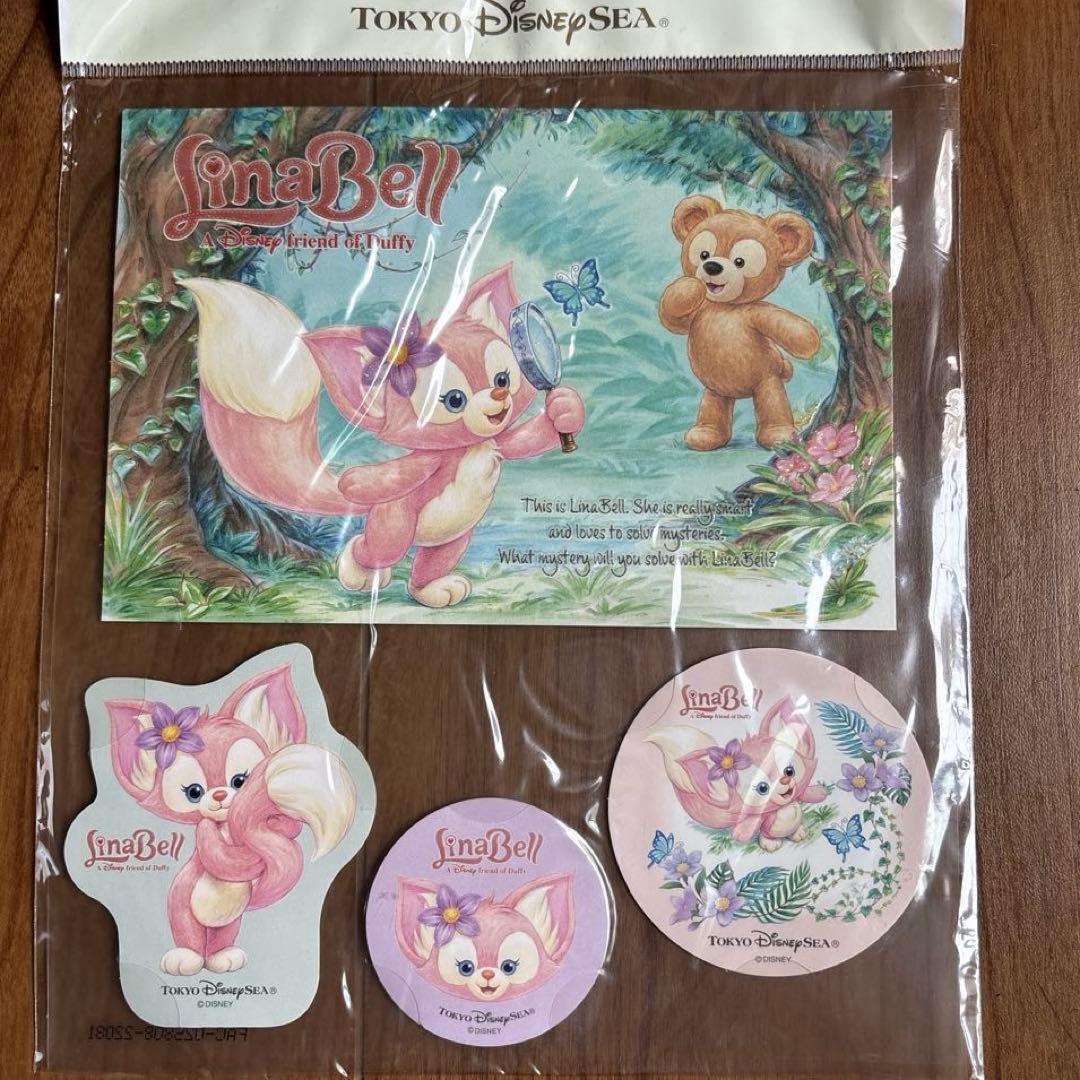 TOKYO DISNEYSEA®
LinaBell
A DISNEY friend of Duffy
This is LinaBell. She is really smart
and loves to solve mysteries.
What mystery will you solve with LinaBell?
LinaBell
A Disney friend of Duffy
TOKYO DISNEYSEA®
©DISNEY
LinaBell
A Disney friend of Duffy
TOKYO DISNEYSEA®
©DISNEY
LinaBell
A Disney friend of Duffy
TOKYO DISNEYSEA®
©DISNEY